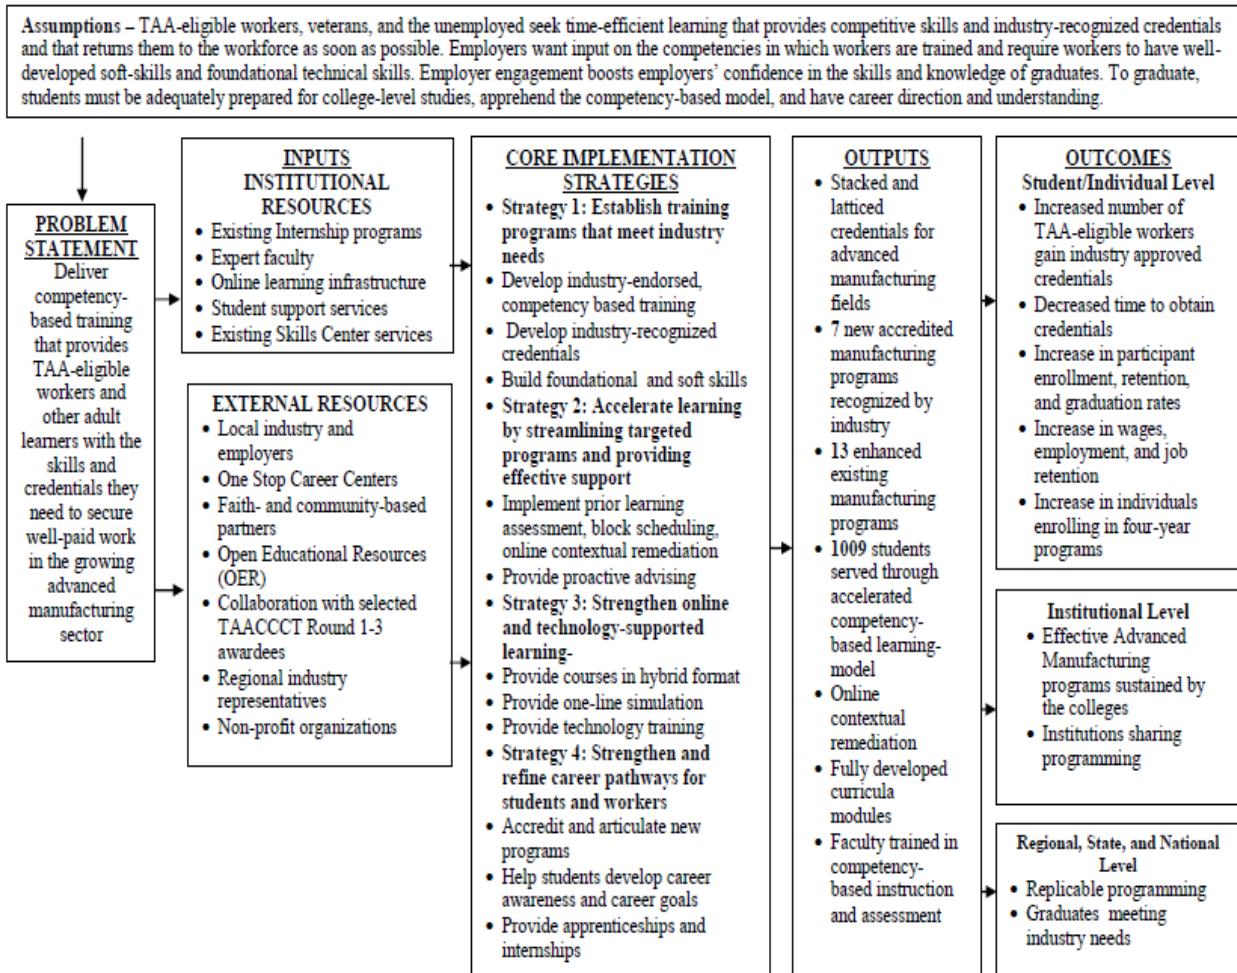 Assumptions – TAA-eligible workers, veterans, and the unemployed seek time-efficient learning that provides competitive skills and industry-recognized credentials
and that returns them to the workforce as soon as possible. Employers want input on the competencies in which workers are trained and require workers to have well-
developed soft-skills and foundational technical skills. Employer engagement boosts employers' confidence in the skills and knowledge of graduates. To graduate,
students must be adequately prepared for college-level studies, apprehend the competency-based model, and have career direction and understanding.
PROBLEM
STATEMENT
Deliver
competency-
based training
that provides
TAA-eligible
workers and
other adult
learners with the
skills and
credentials they
need to secure
well-paid work
in the growing
advanced
manufacturing
sector
INPUTS
INSTITUTIONAL
RESOURCES
• Existing Internship programs
• Expert faculty
• Online learning infrastructure
• Student support services
• Existing Skills Center services
EXTERNAL RESOURCES
• Local industry and
employers
• One Stop Career Centers
• Faith- and community-based
partners
• Open Educational Resources
(OER)
• Collaboration with selected
TAACCCT Round 1-3
awardees
• Regional industry
representatives
• Non-profit organizations
CORE IMPLEMENTATION
STRATEGIES
• Strategy 1: Establish training
programs that meet industry
needs
• Develop industry-endorsed,
competency based training
• Develop industry-recognized
credentials
• Build foundational and soft skills
• Strategy 2: Accelerate learning
by streamlining targeted
programs and providing
effective support
• Implement prior learning
assessment, block scheduling,
online contextual remediation
• Provide proactive advising
• Strategy 3: Strengthen online
and technology-supported
learning-
• Provide courses in hybrid format
• Provide one-line simulation
• Provide technology training
• Strategy 4: Strengthen and
refine career pathways for
students and workers
• Accredit and articulate new
programs
• Help students develop career
awareness and career goals
• Provide apprenticeships and
internships
OUTPUTS
• Stacked and
latticed
credentials for
advanced
manufacturing
fields
• 7 new accredited
manufacturing
programs
recognized by
industry
• 13 enhanced
existing
manufacturing
programs
• 1009 students
served through
accelerated
competency-
based learning-
model
• Online
contextual
remediation
• Fully developed
curricula
modules
• Faculty trained in
competency-
based instruction
and assessment
OUTCOMES
Student/Individual Level
• Increased number of
TAA-eligible workers
gain industry approved
credentials
• Decreased time to obtain
credentials
• Increase in participant
enrollment, retention,
and graduation rates
• Increase in wages,
employment, and job
retention
• Increase in individuals
enrolling in four-year
programs
Institutional Level
• Effective Advanced
Manufacturing
programs sustained by
the colleges
• Institutions sharing
programming
Regional, State, and National
Level
• Replicable programming
• Graduates meeting
industry needs